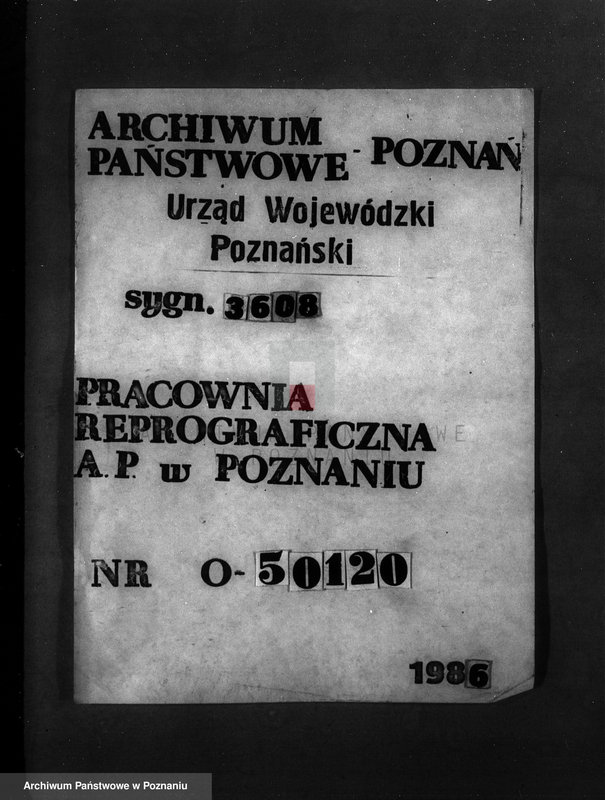 ARCHIWUM
PAŃSTWOWE - POZNAŃ
Urząd Wojewódzki
Poznański
sygn. 3608
PRACOWNIA
REPROGRAFICZNA
A.P. w POZNANIU
NR O-50120
1986
Archiwum Państwowe w Poznaniu